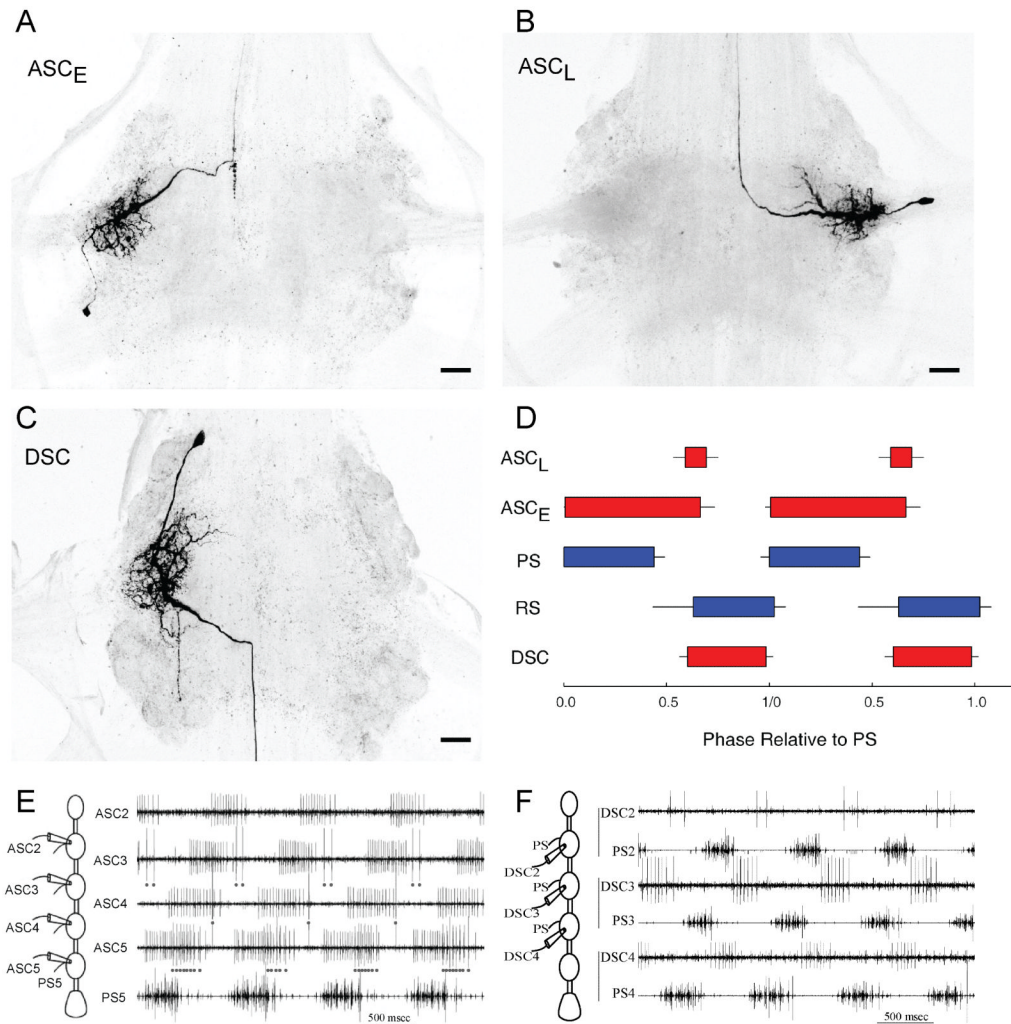 A
ASCE
B
ASCL
C
DSC
D
ASCL
ASCE
PS
RS
DSC
0.0 0.5 1/0 0.5 1.0
Phase Relative to PS
E
ASC2
ASC3
ASC4
ASC5
PS5
ASC2
ASC3
ASC4
ASC5
PS5
500 msec
F
PS
DSC2
PS
DSC3
PS
DSC4
DSC2
PS2
DSC3
PS3
DSC4
PS4
500 msec